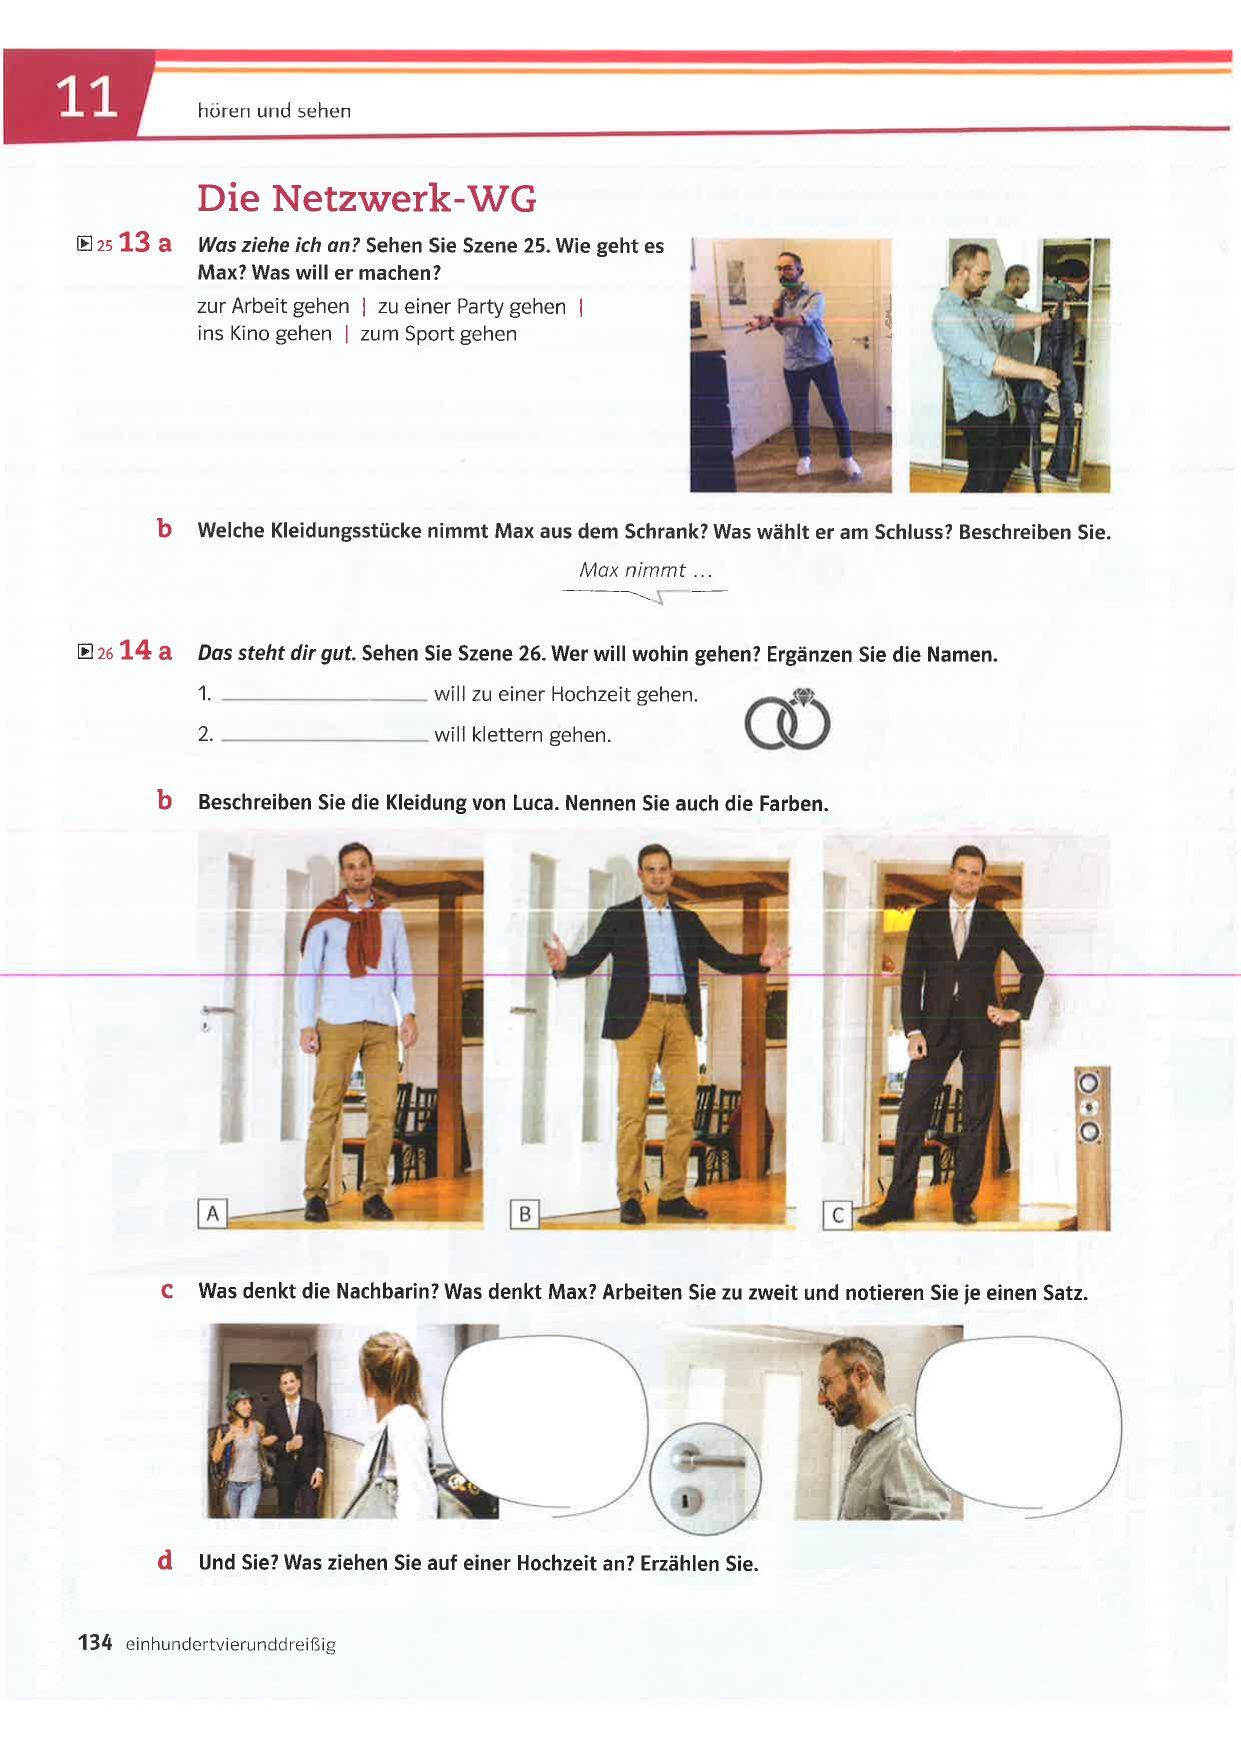 11
hören und sehen
Die Netzwerk-WG
25 13 a Was ziehe ich an? Sehen Sie Szene 25. Wie geht es
Max? Was will er machen?
zur Arbeit gehen | zu einer Party gehen |
ins Kino gehen | zum Sport gehen
b Welche Kleidungsstücke nimmt Max aus dem Schrank? Was wählt er am Schluss? Beschreiben Sie.
Max nimmt ...
26 14 a Das steht dir gut. Sehen Sie Szene 26. Wer will wohin gehen? Ergänzen Sie die Namen.
1. ____________________ will zu einer Hochzeit gehen.
2. ____________________ will klettern gehen.
b Beschreiben Sie die Kleidung von Luca. Nennen Sie auch die Farben.
A B C
c Was denkt die Nachbarin? Was denkt Max? Arbeiten Sie zu zweit und notieren Sie je einen Satz.
d Und Sie? Was ziehen Sie auf einer Hochzeit an? Erzählen Sie.
134 einhundertvierunddreißig